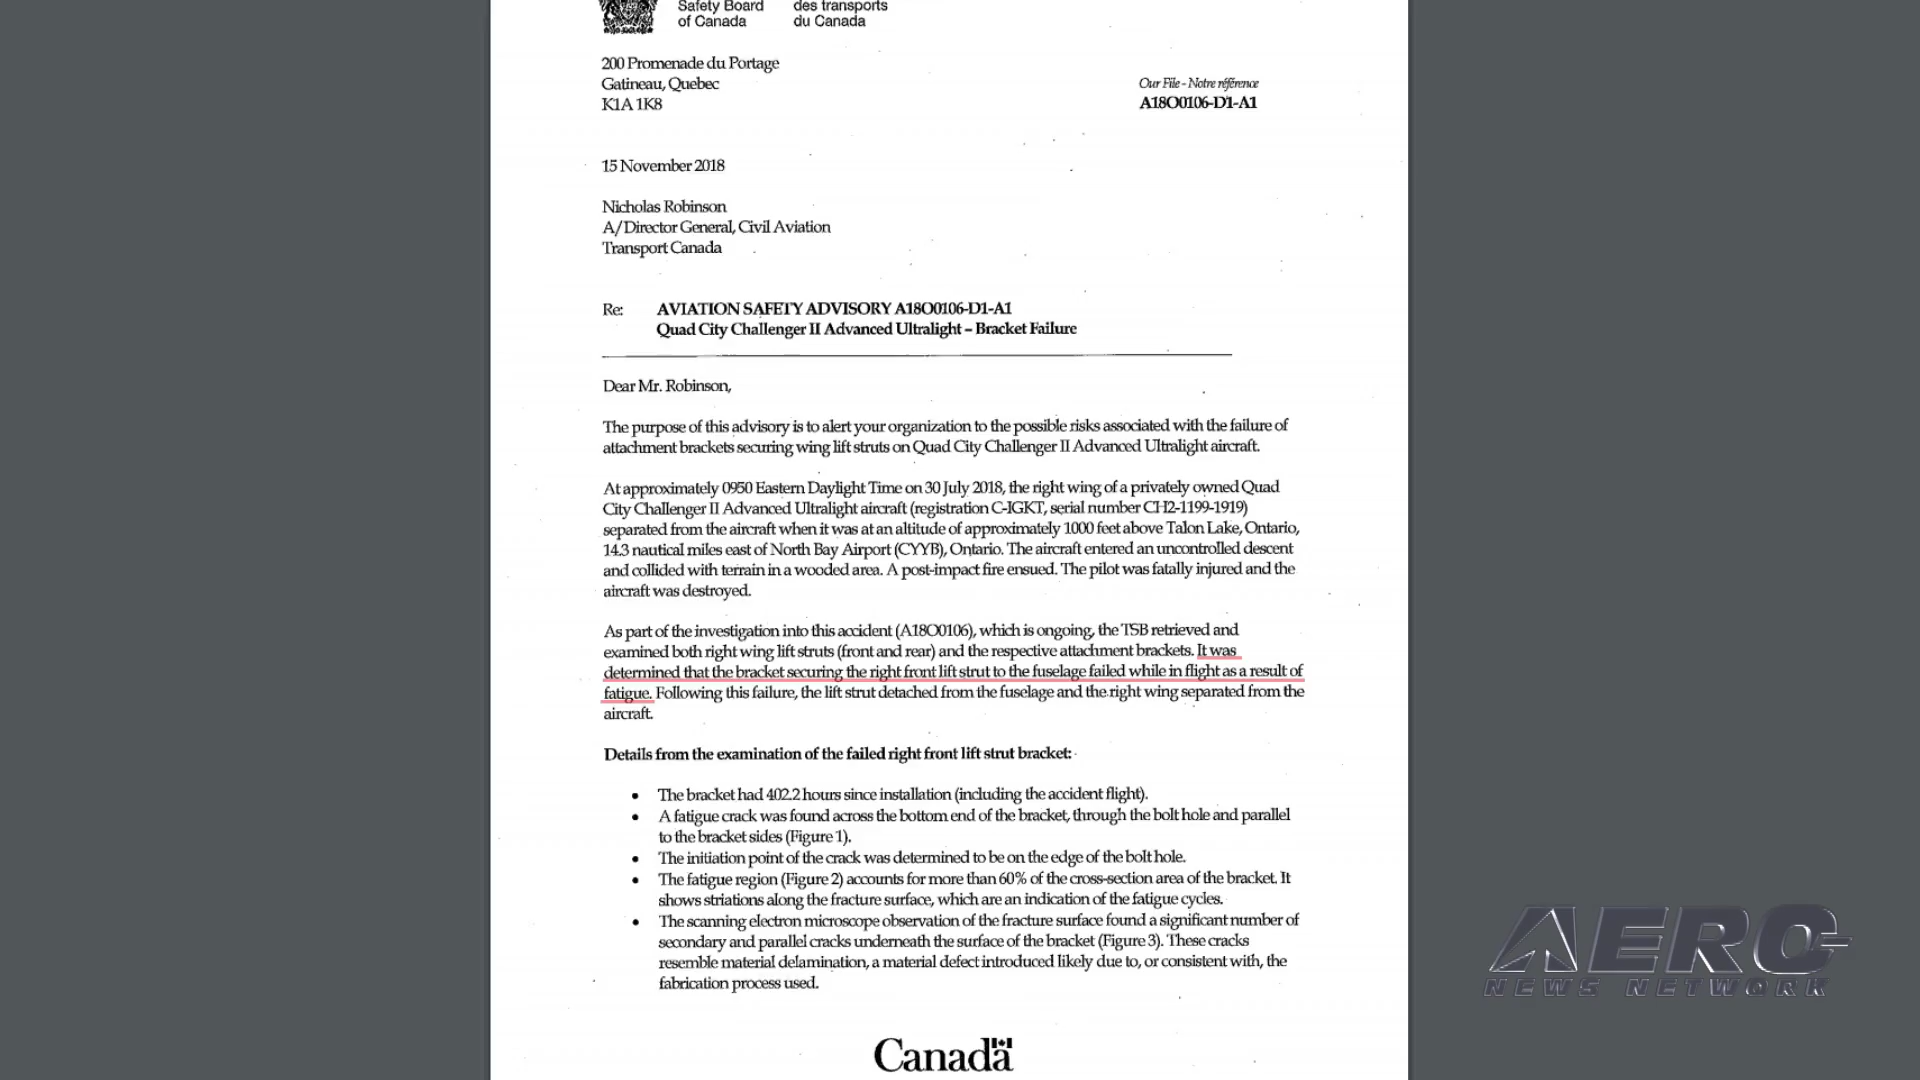 Safety Board
of Canada
des transports
du Canada
200 Promenade du Portage
Gatineau, Quebec
K1A 1K8
Our File - Notre référence
A18O0106-D1-A1
15 November 2018
Nicholas Robinson
A/Director General, Civil Aviation
Transport Canada
Re: AVIATION SAFETY ADVISORY A18O0106-D1-A1
Quad City Challenger II Advanced Ultralight – Bracket Failure
Dear Mr. Robinson,
The purpose of this advisory is to alert your organization to the possible risks associated with the failure of
attachment brackets securing wing lift struts on Quad City Challenger II Advanced Ultralight aircraft.
At approximately 0950 Eastern Daylight Time on 30 July 2018, the right wing of a privately owned Quad
City Challenger II Advanced Ultralight aircraft (registration C-IGKT, serial number CH2-1199-1919)
separated from the aircraft when it was at an altitude of approximately 1000 feet above Talon Lake, Ontario,
14.3 nautical miles east of North Bay Airport (CYYB), Ontario. The aircraft entered an uncontrolled descent
and collided with terrain in a wooded area. A post-impact fire ensued. The pilot was fatally injured and the
aircraft was destroyed.
As part of the investigation into this accident (A18O0106), which is ongoing, the TSB retrieved and
examined both right wing lift struts (front and rear) and the respective attachment brackets. It was
determined that the bracket securing the right front lift strut to the fuselage failed while in flight as a result of
fatigue. Following this failure, the lift strut detached from the fuselage and the right wing separated from the
aircraft.
Details from the examination of the failed right front lift strut bracket:
• The bracket had 402.2 hours since installation (including the accident flight).
• A fatigue crack was found across the bottom end of the bracket, through the bolt hole and parallel
to the bracket sides (Figure 1).
• The initiation point of the crack was determined to be on the edge of the bolt hole.
• The fatigue region (Figure 2) accounts for more than 60% of the cross-section area of the bracket. It
shows striations along the fracture surface, which are an indication of the fatigue cycles.
• The scanning electron microscope observation of the fracture surface found a significant number of
secondary and parallel cracks underneath the surface of the bracket (Figure 3). These cracks
resemble material delamination, a material defect introduced likely due to, or consistent with, the
fabrication process used.
Canada
AERO
NEWS NETWORK